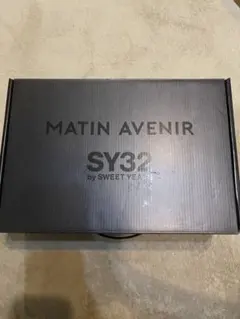 MATIN AVENIR
SY32
by SWEET YEARS